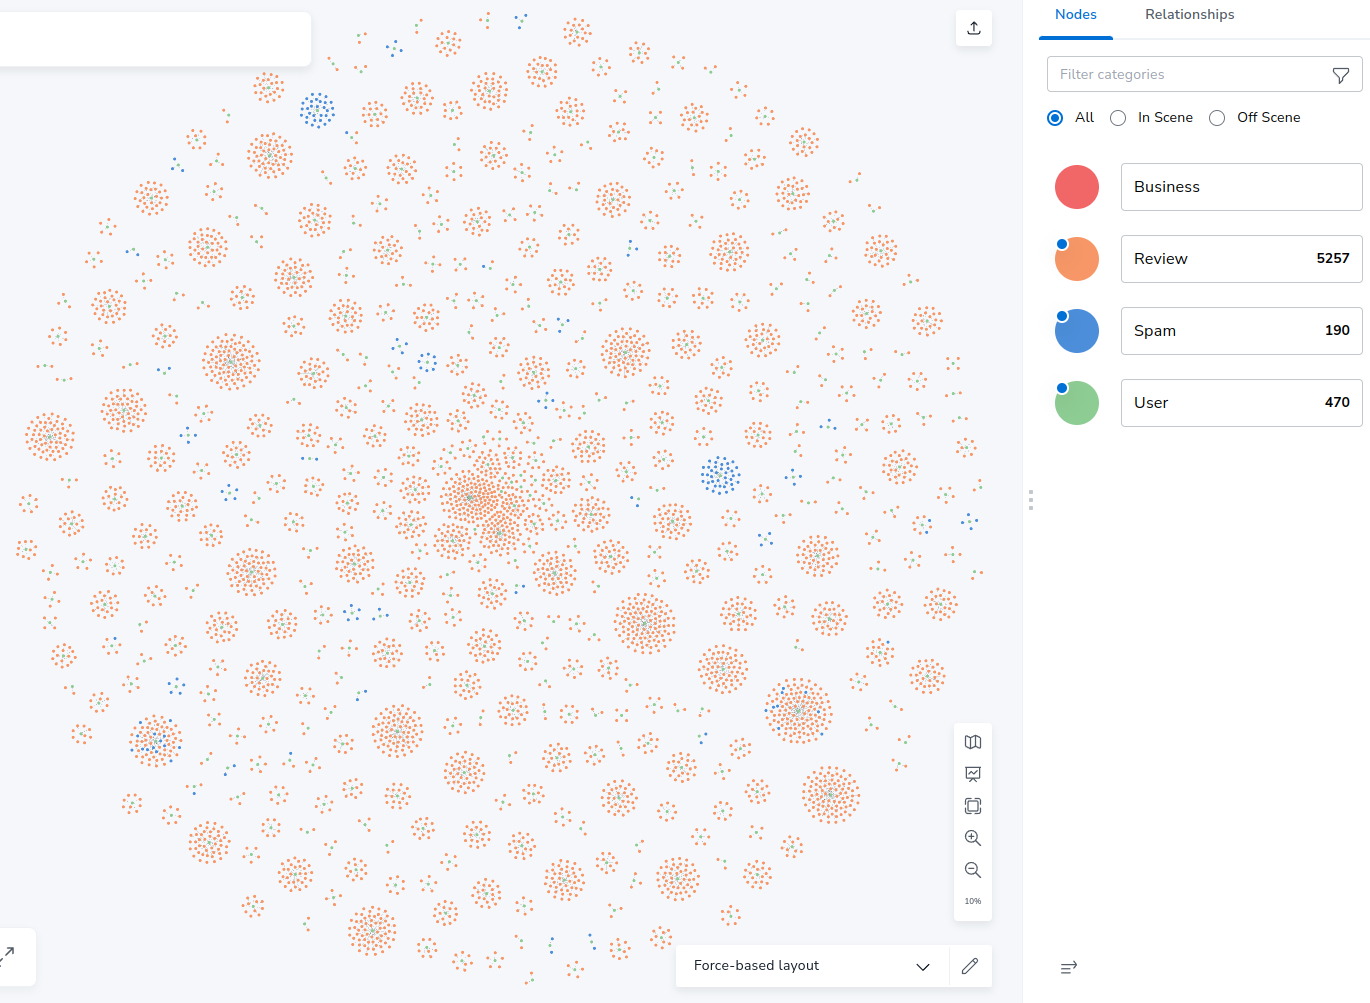 Nodes Relationships
Filter categories
All In Scene Off Scene
Business
Review 5257
Spam 190
User 470
10%
Force-based layout